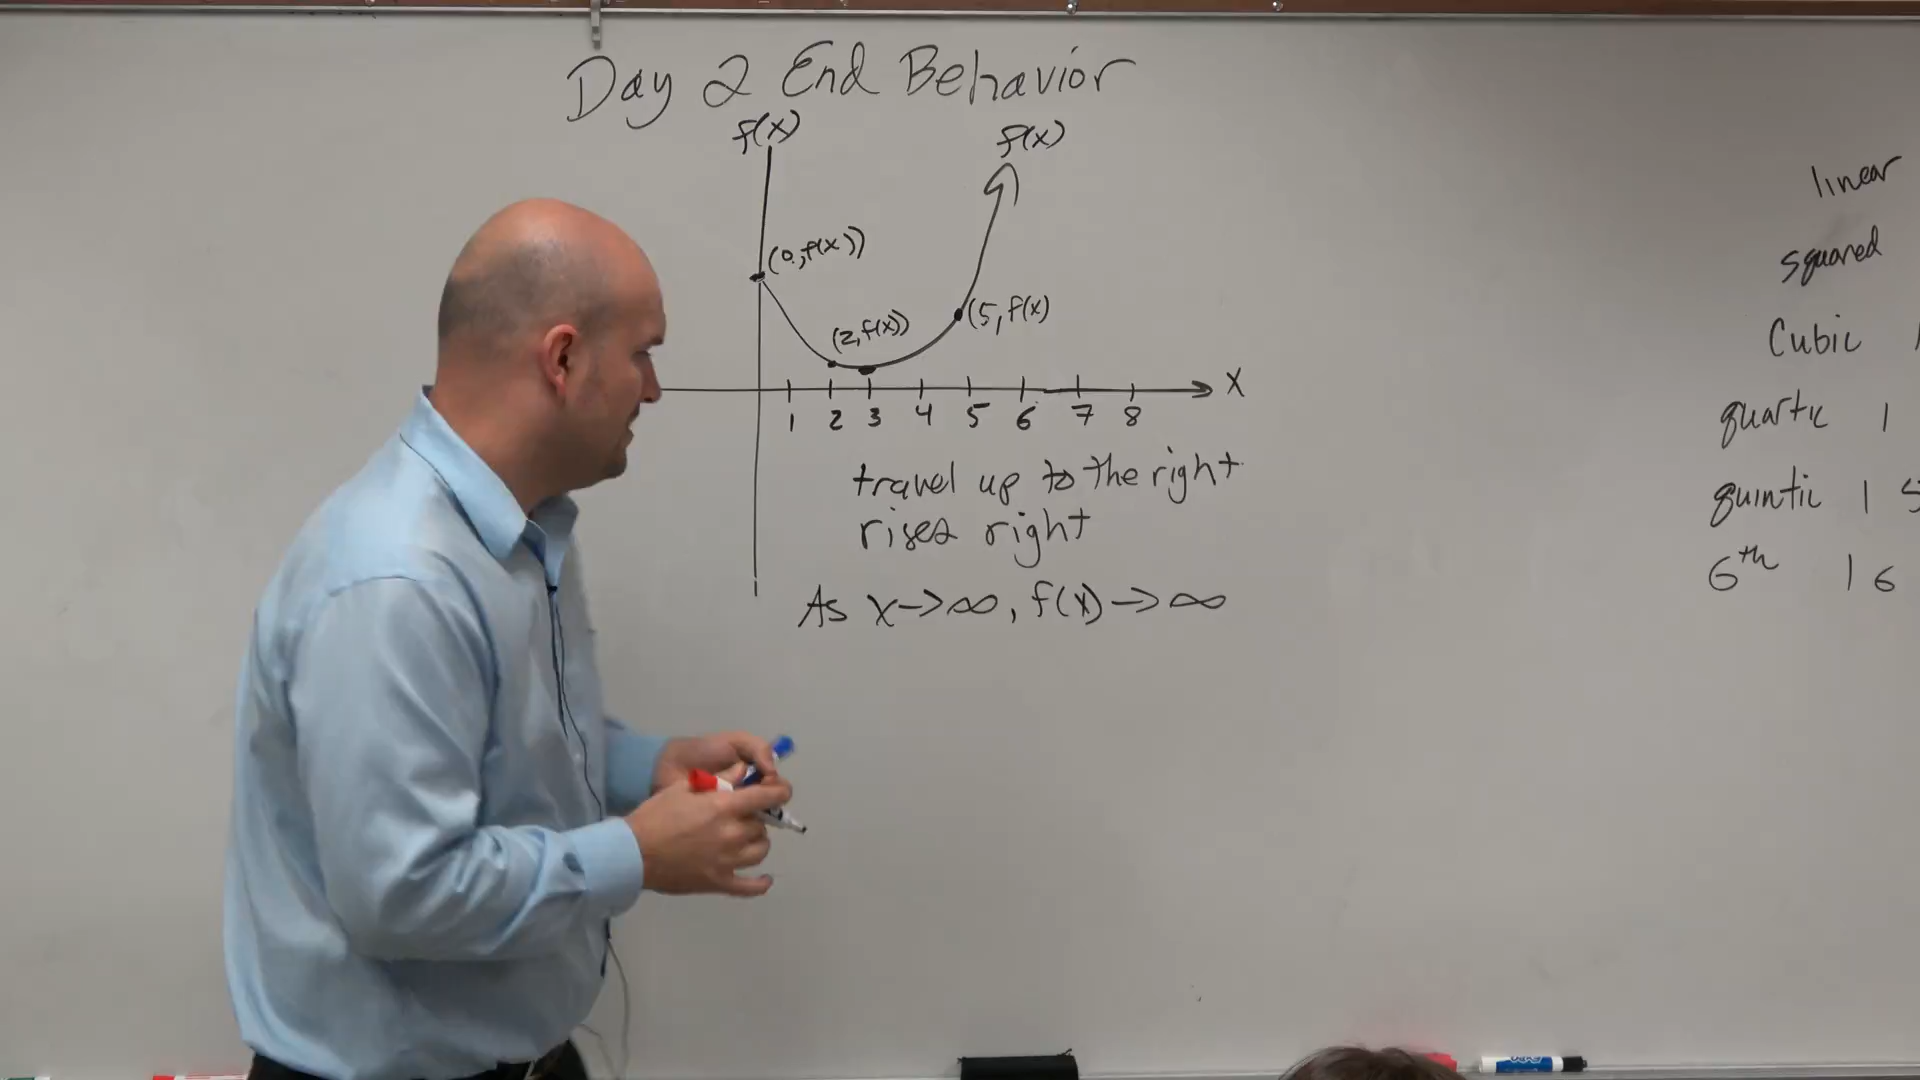 Day 2 End Behavior
f(x)
f(x)
(0,f(x))
(2,f(x))
(5,f(x)
X
1 2 3 4 5 6 7 8
travel up to the right
rises right
As x→∞, f(x)→∞
linear
squared
Cubic
quartic 1
quintic 1 5
6th 1 6